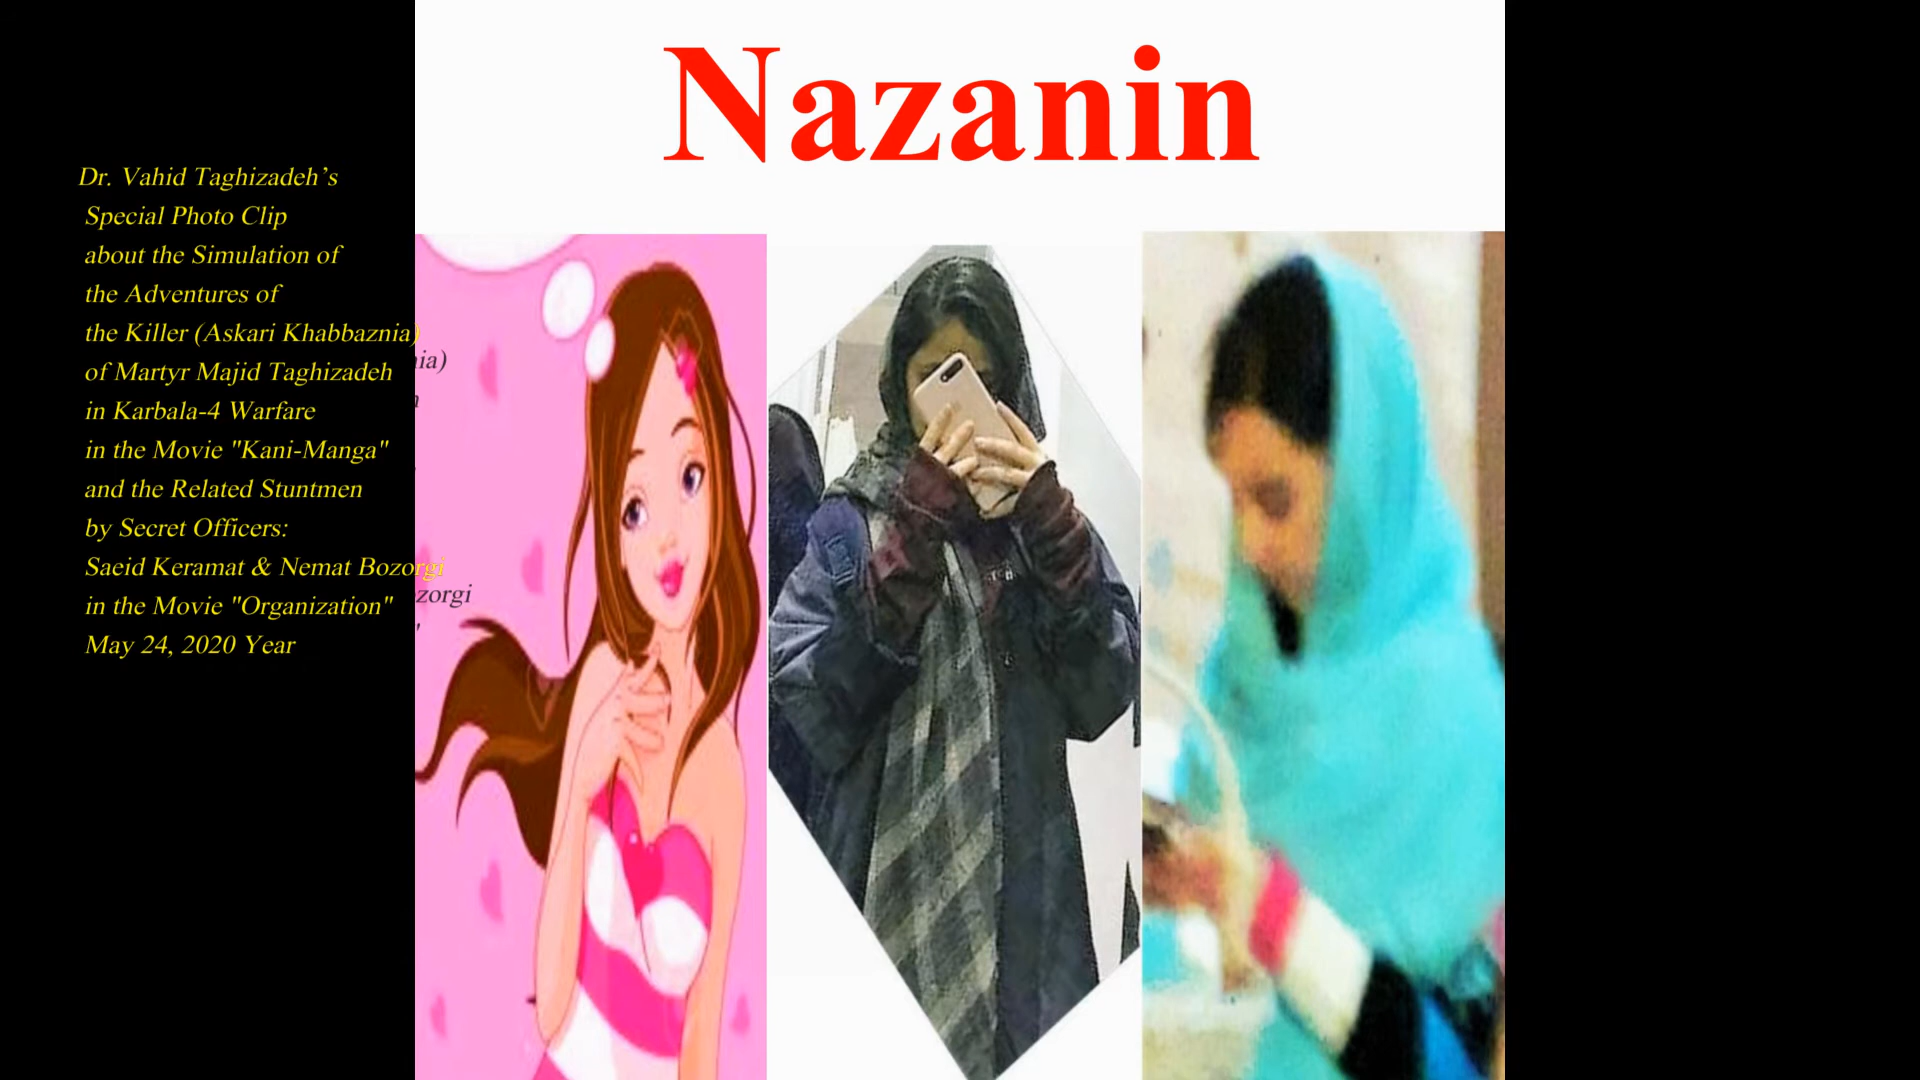 Nazanin
Dr. Vahid Taghizadeh's
Special Photo Clip
about the Simulation of
the Adventures of
the Killer (Askari Khabbaznia)
of Martyr Majid Taghizadeh
in Karbala-4 Warfare
in the Movie "Kani-Manga"
and the Related Stuntmen
by Secret Officers:
Saeid Keramat & Nemat Bozorgi
in the Movie "Organization"
May 24, 2020 Year